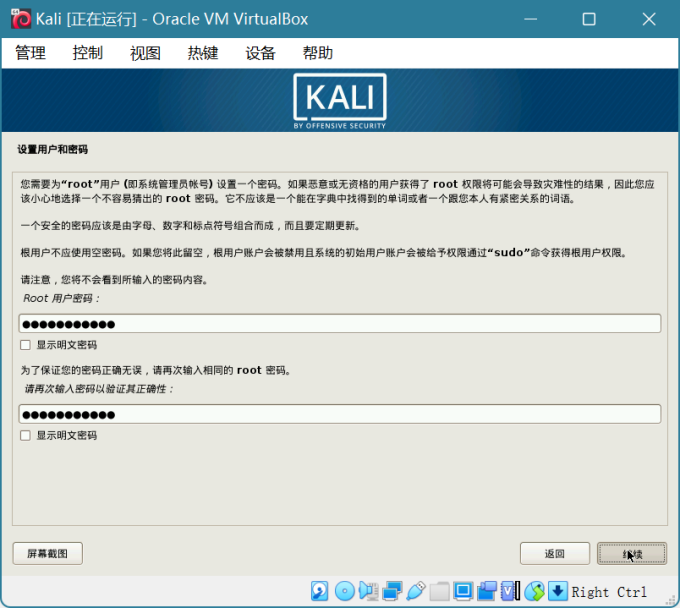 Kali [正在运行] - Oracle VM VirtualBox
管理 控制 视图 热键 设备 帮助
KALI
BY OFFENSIVE SECURITY
设置用户和密码
您需要为“root”用户 (即系统管理员帐号) 设置一个密码。如果恶意或无资格的用户获得了 root 权限将可能会导致灾难性的结果，因此您应
该小心地选择一个不容易猜出的 root 密码。它不应该是一个能在字典中找得到的单词或者一个跟您本人有紧密关系的词语。
一个安全的密码应该是由字母、数字和标点符号组合而成，而且要定期更新。
根用户不应使用空密码。如果您将此留空，根用户账户会被禁用且系统的初始用户账户会被给予权限通过“sudo”命令获得根用户权限。
请注意，您将不会看到所输入的密码内容。
Root 用户密码：
●●●●●●●●●●●
显示明文密码
为了保证您的密码正确无误，请再次输入相同的 root 密码。
请再次输入密码以验证其正确性：
●●●●●●●●●●●
显示明文密码
屏幕截图 返回 继续
Right Ctrl